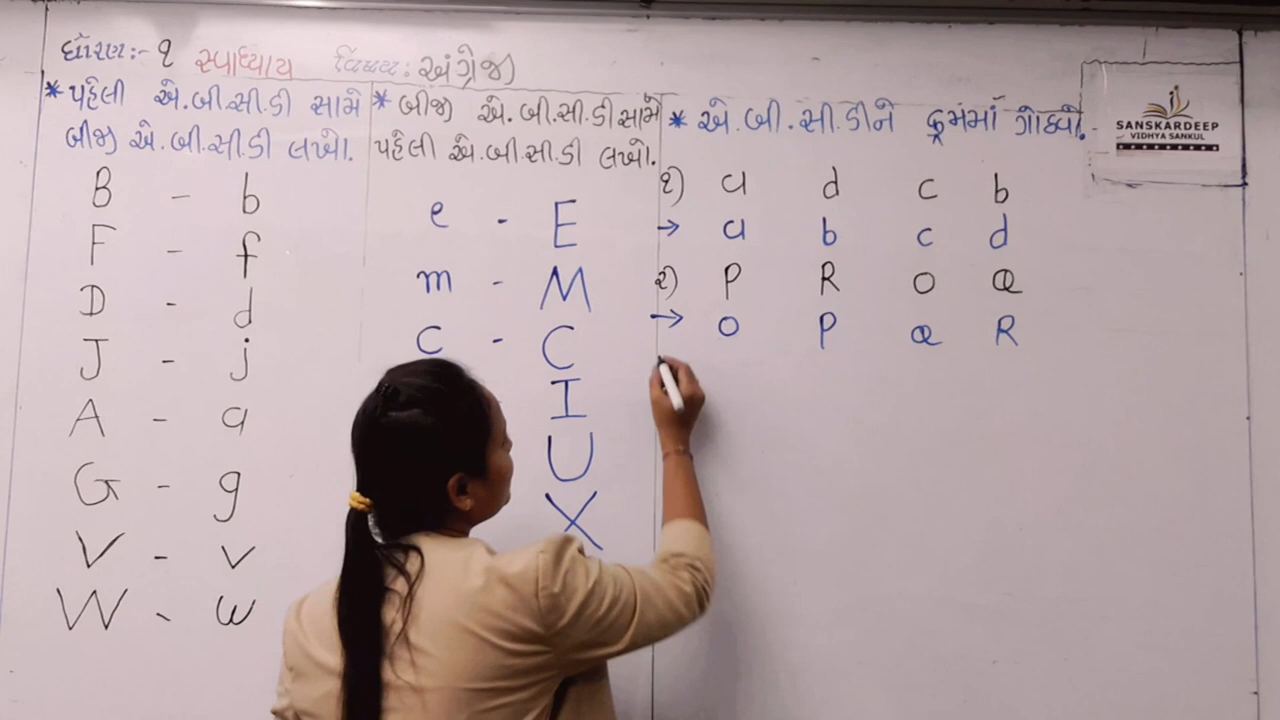 ધોરણ:- ૧ સ્વાધ્યાય વિષય: અંગ્રેજી
* પહેલી એ.બી.સી.ડી સામે
બીજી એ.બી.સી.ડી લખો.
B - b
F - f
D - d
J - j
A - a
G - g
V - v
W - w
* બીજી એ.બી.સી.ડી સામે
પહેલી એ.બી.સી.ડી લખો.
e - E
m - M
c - C
I
U
X
* એ.બી.સી.ડીને ક્રમમાં ગોઠવો.
૧) a d c b
→ a b c d
૨) P R O Q
→ O P Q R
SANSKARDEEP
VIDHYA SANKUL